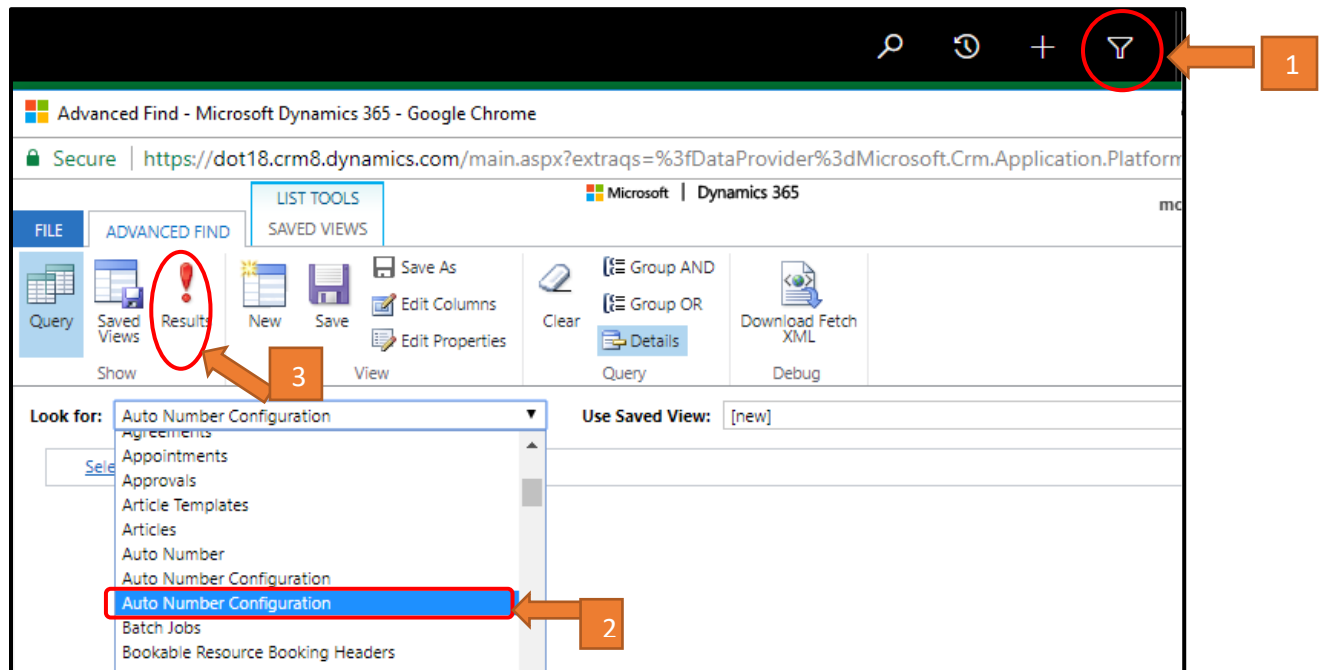 1
Advanced Find - Microsoft Dynamics 365 - Google Chrome
Secure | https://dot18.crm8.dynamics.com/main.aspx?extraqs=%3fDataProvider%3dMicrosoft.Crm.Application.Platform
LIST TOOLS
Microsoft | Dynamics 365
mc
FILE ADVANCED FIND SAVED VIEWS
Query
Saved Views
Results
New
Save
Save As
Edit Columns
Edit Properties
Clear
Group AND
Group OR
Details
Download Fetch XML
Show
3
View
Query
Debug
Look for: Auto Number Configuration ▼ Use Saved View: [new]
Agreements
Appointments
Sele
Approvals
Article Templates
Articles
Auto Number
Auto Number Configuration
Auto Number Configuration
2
Batch Jobs
Bookable Resource Booking Headers